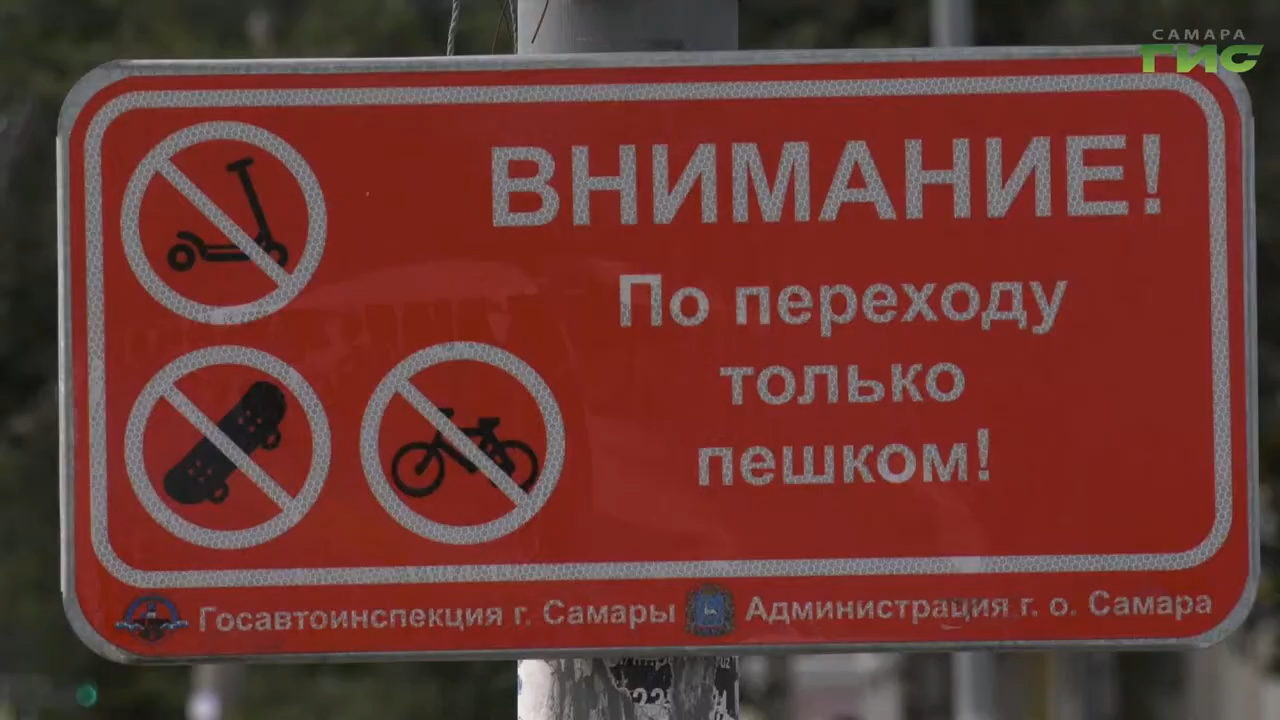 САМАРА
ГИС
ВНИМАНИЕ!
По переходу
только
пешком!
Госавтоинспекция г. Самары Администрация г. о. Самара